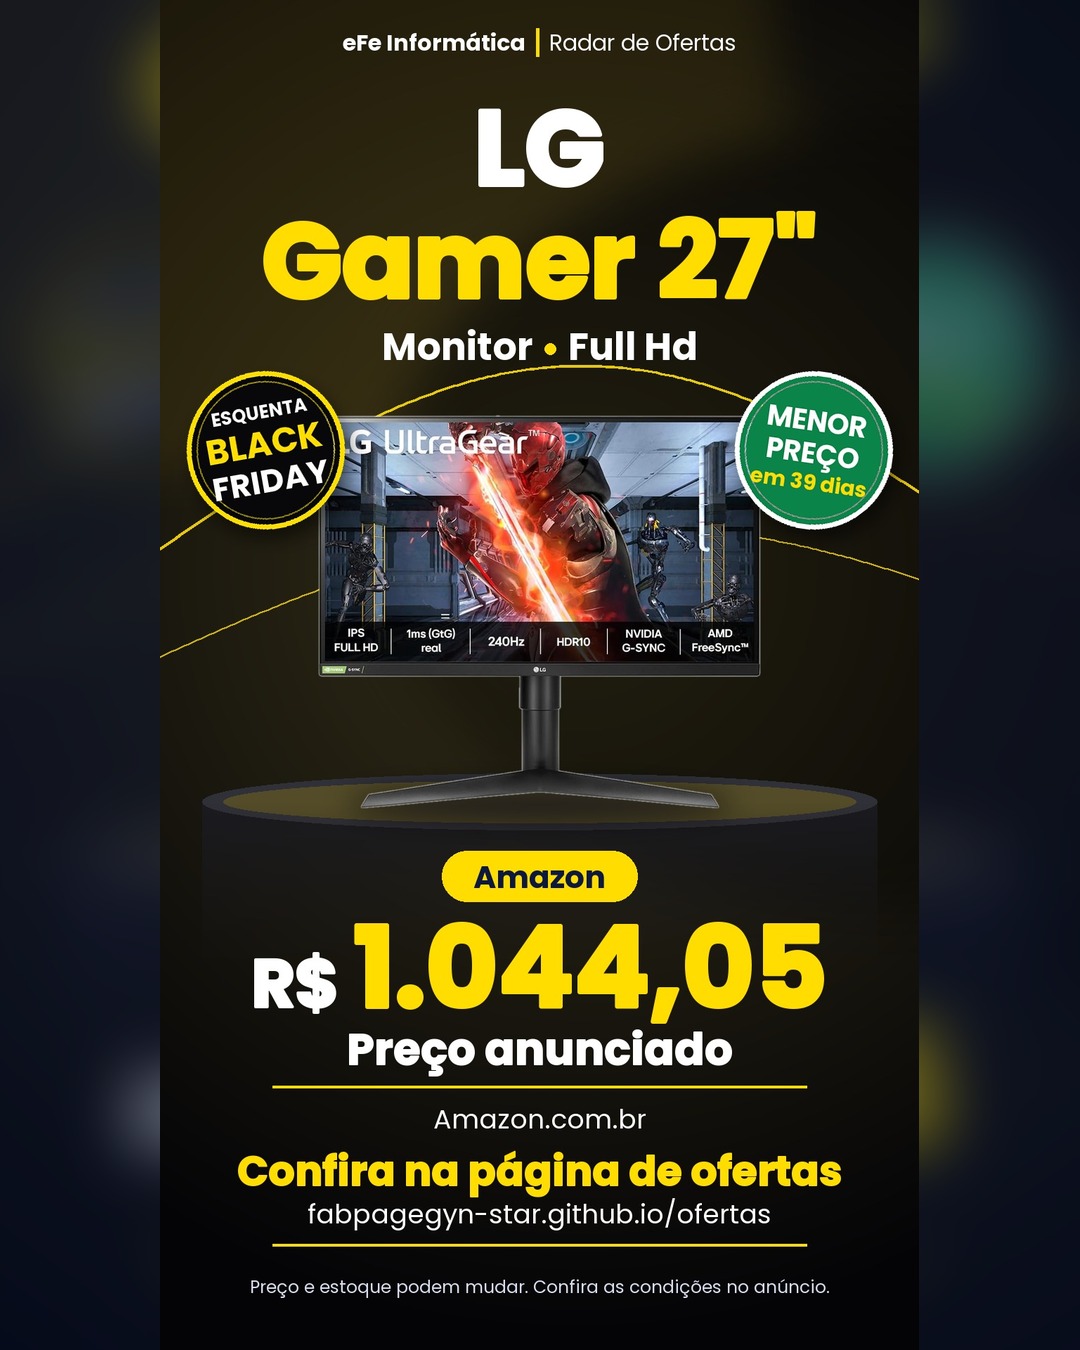 eFe Informática | Radar de Ofertas
LG
Gamer 27"
Monitor • Full Hd
ESQUENTA
BLACK
FRIDAY
MENOR
PREÇO
em 39 dias
LG UltraGear™
IPS
FULL HD
1ms (GtG)
real
240Hz
HDR10
NVIDIA
G-SYNC
AMD
FreeSync™
LG
Amazon
R$ 1.044,05
Preço anunciado
Amazon.com.br
Confira na página de ofertas
fabpagegyn-star.github.io/ofertas
Preço e estoque podem mudar. Confira as condições no anúncio.